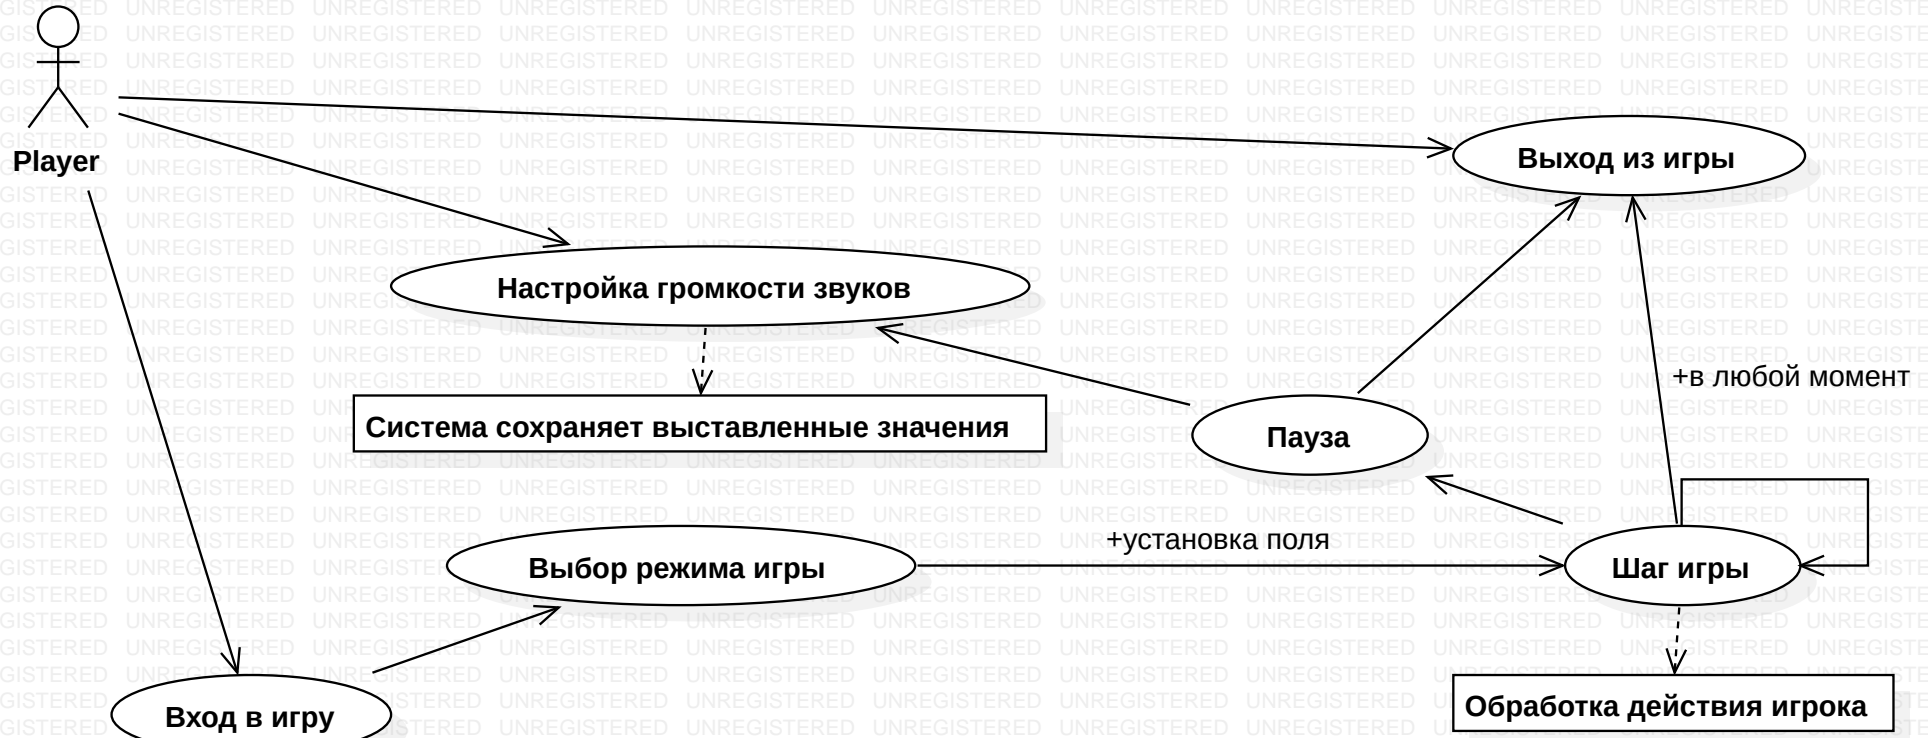 Player
Выход из игры
Настройка громкости звуков
+в любой момент
Система сохраняет выставленные значения
Пауза
+установка поля
Выбор режима игры
Шаг игры
Обработка действия игрока
Вход в игру
UNREGISTERED